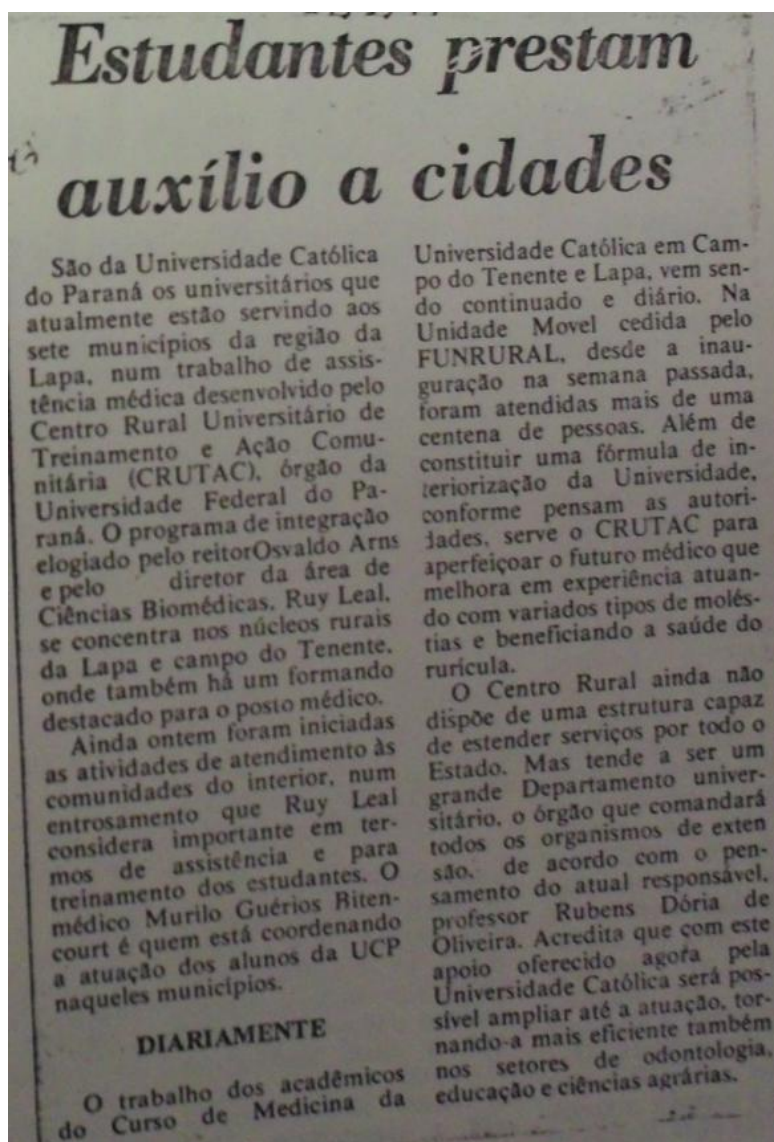 Estudantes prestam
auxílio a cidades
São da Universidade Católica
do Paraná os universitários que
atualmente estão servindo aos
sete municípios da região da
Lapa, num trabalho de assis-
tência médica desenvolvido pelo
Centro Rural Universitário de
Treinamento e Ação Comu-
nitária (CRUTAC), órgão da
Universidade Federal do Pa-
raná. O programa de integração
elogiado pelo reitorOsvaldo Arns
e pelo diretor da área de
Ciências Biomédicas, Ruy Leal,
se concentra nos núcleos rurais
da Lapa e campo do Tenente,
onde também há um formando
destacado para o posto médico.
Ainda ontem foram iniciadas
as atividades de atendimento às
comunidades do interior, num
entrosamento que Ruy Leal
considera importante em ter-
mos de assistência e para
treinamento dos estudantes. O
médico Murilo Guérios Biten-
court é quem está coordenando
a atuação dos alunos da UCP
naqueles municípios.
DIARIAMENTE
O trabalho dos acadêmicos
do Curso de Medicina da
Universidade Católica em Cam-
po do Tenente e Lapa, vem sen-
do continuado e diário. Na
Unidade Movel cedida pelo
FUNRURAL, desde a inau-
guração na semana passada,
foram atendidas mais de uma
centena de pessoas. Além de
constituir uma fórmula de in-
teriorização da Universidade,
conforme pensam as autori-
dades, serve o CRUTAC para
aperfeiçoar o futuro médico que
melhora em experiência atuan-
do com variados tipos de molés-
tias e beneficiando a saúde do
rurícula.
O Centro Rural ainda não
dispõe de uma estrutura capaz
de estender serviços por todo o
Estado. Mas tende a ser um
grande Departamento univer-
sitário, o órgão que comandará
todos os organismos de exten
são, de acordo com o pen-
samento do atual responsável,
professor Rubens Dória de
Oliveira. Acredita que com este
apoio oferecido agora pela
Universidade Católica será pos-
sível ampliar até a atuação, tor-
nando-a mais eficiente também
nos setores de odontologia,
educação e ciências agrárias.